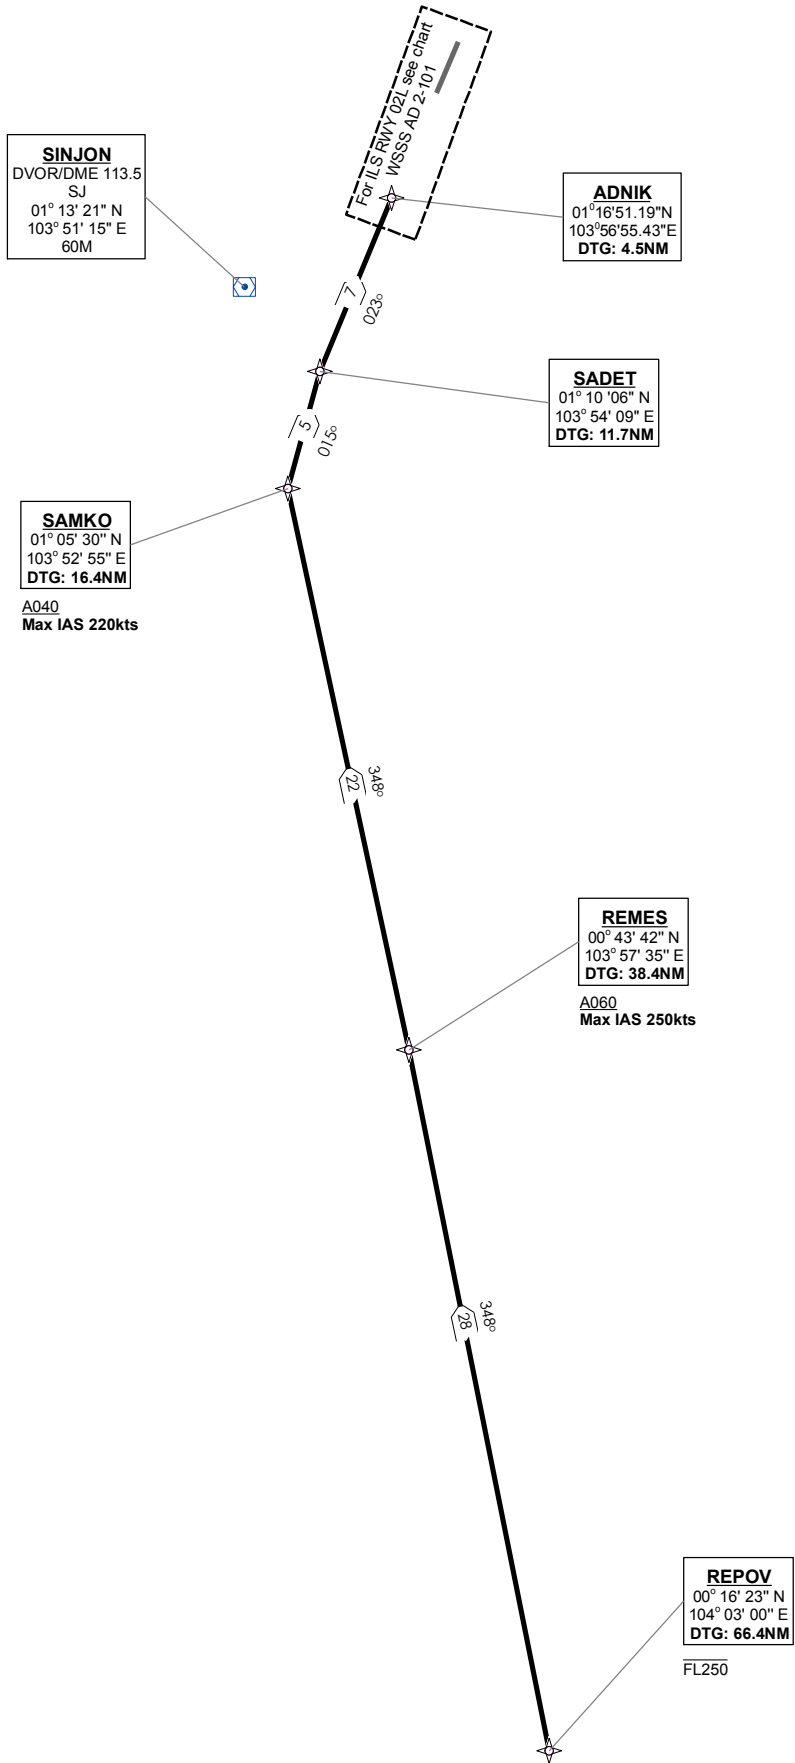 For ILS RWY 02L see chart
WSSS AD 2-101
SINJON
DVOR/DME 113.5
SJ
01° 13' 21" N
103° 51' 15" E
60M
ADNIK
01°16'51.19"N
103°56'55.43"E
DTG: 4.5NM
7
023°
SADET
01° 10 '06" N
103° 54' 09" E
DTG: 11.7NM
5
015°
SAMKO
01° 05' 30" N
103° 52' 55" E
DTG: 16.4NM
A040
Max IAS 220kts
22
348°
REMES
00° 43' 42" N
103° 57' 35" E
DTG: 38.4NM
A060
Max IAS 250kts
28
348°
REPOV
00° 16' 23" N
104° 03' 00" E
DTG: 66.4NM
FL250